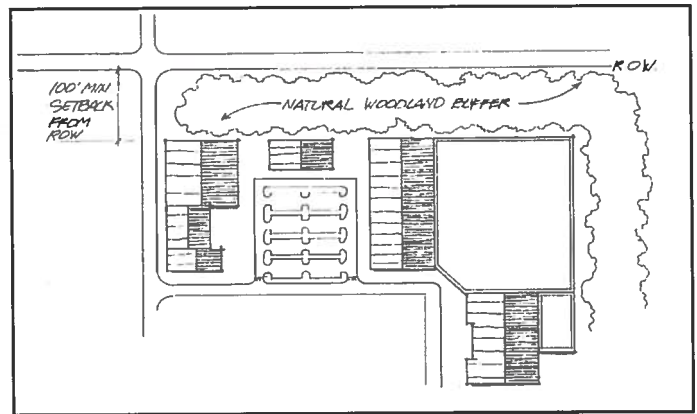 ROW
100' MIN
SETBACK
FROM
ROW
NATURAL WOODLAND BUFFER